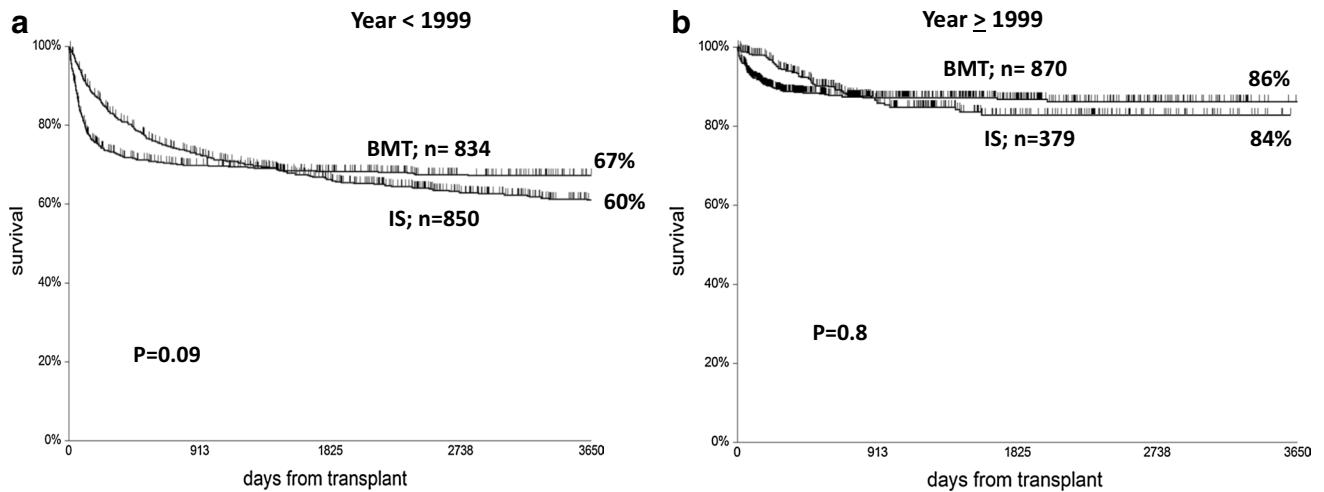 a
Year < 1999
100%
80%
60%
40%
20%
0%
survival
BMT; n= 834
67%
60%
IS; n=850
P=0.09
0 913 1825 2738 3650
days from transplant
b
Year ≥ 1999
100%
80%
60%
40%
20%
0%
survival
BMT; n= 870
86%
IS; n=379
84%
P=0.8
0 913 1825 2738 3650
days from transplant